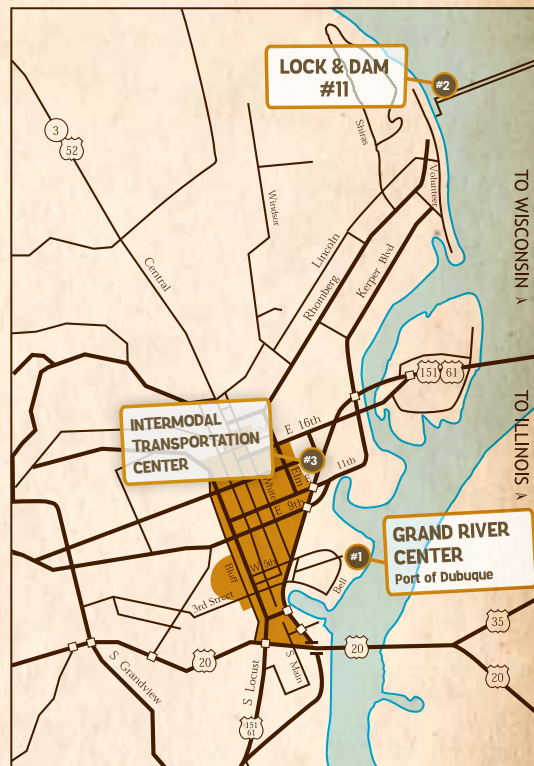 LOCK & DAM
#11
#2
3
52
Shiras
Volunteer
TO WISCONSIN
Windsor
Central
Lincoln
Rhomberg
Kerper Blvd
151
61
TO ILLINOIS
INTERMODAL
TRANSPORTATION
CENTER
E 16th
#3
11th
Elm
White
E 9th
GRAND RIVER
CENTER
Port of Dubuque
#1
Bluff
W 5th
Bell
3rd Street
35
20
20
20
S Grandview
S Locust
S Main
151
61